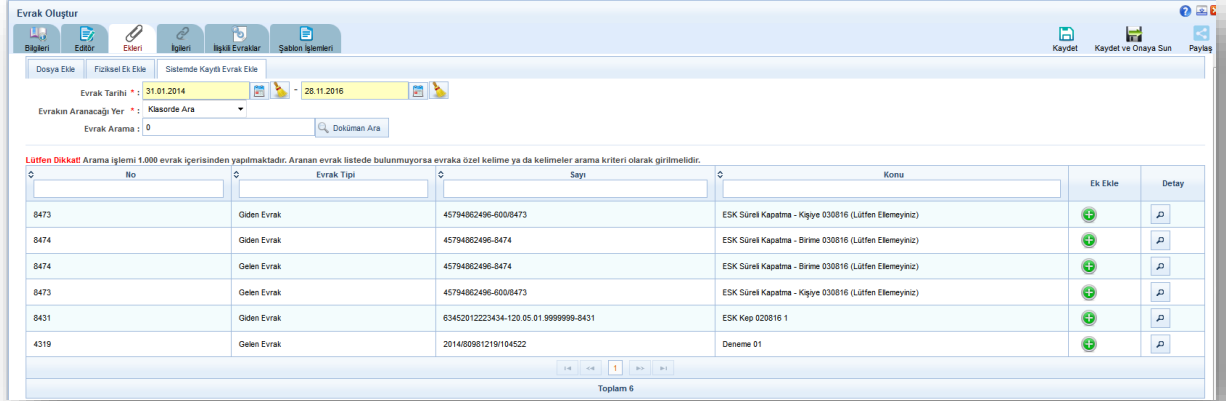 Evrak Oluştur
Bilgileri Editör Ekleri İlgileri İlişkili Evraklar Şablon İşlemleri Kaydet Kaydet ve Onaya Sun Paylaş
Dosya Ekle Fiziksel Ek Ekle Sistemde Kayıtlı Evrak Ekle
Evrak Tarihi * : 31.01.2014 - 28.11.2016
Evrakın Aranacağı Yer * : Klasorde Ara
Evrak Arama : 0 Doküman Ara
Lütfen Dikkat! Arama işlemi 1.000 evrak içerisinden yapılmaktadır. Aranan evrak listede bulunmuyorsa evraka özel kelime ya da kelimeler arama kriteri olarak girilmelidir.
No Evrak Tipi Sayı Konu Ek Ekle Detay
8473 Giden Evrak 45794862496-600/8473 ESK Süreli Kapatma - Kişiye 030816 (Lütfen Ellemeyiniz)
8474 Giden Evrak 45794862496-8474 ESK Süreli Kapatma - Birime 030816 (Lütfen Ellemeyiniz)
8474 Gelen Evrak 45794862496-8474 ESK Süreli Kapatma - Birime 030816 (Lütfen Ellemeyiniz)
8473 Gelen Evrak 45794862496-600/8473 ESK Süreli Kapatma - Kişiye 030816 (Lütfen Ellemeyiniz)
8431 Giden Evrak 63452012223434-120.05.01.9999999-8431 ESK Kep 020816 1
4319 Gelen Evrak 2014/80981219/104522 Deneme 01
1
Toplam 6